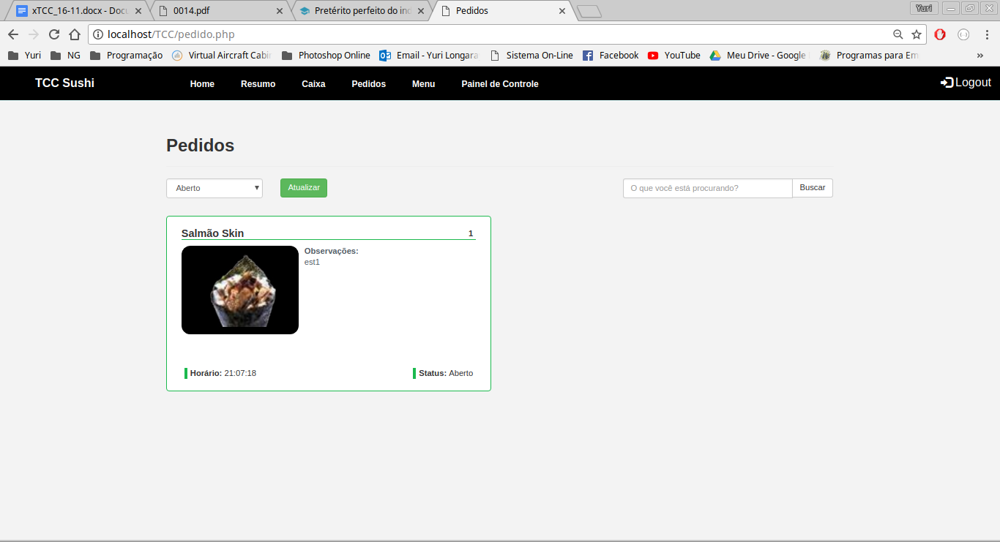 xTCC_16-11.docx - Docu
0014.pdf
Pretérito perfeito do ind
Pedidos
Yuri
localhost/TCC/pedido.php
Yuri
NG
Programação
Virtual Aircraft Cabin
Photoshop Online
Email - Yuri Longara
Sistema On-Line
Facebook
YouTube
Meu Drive - Google
Programas para Em
»
TCC Sushi
Home
Resumo
Caixa
Pedidos
Menu
Painel de Controle
Logout
Pedidos
Aberto
Atualizar
O que você está procurando?
Buscar
Salmão Skin
1
Observações:
est1
Horário: 21:07:18
Status: Aberto